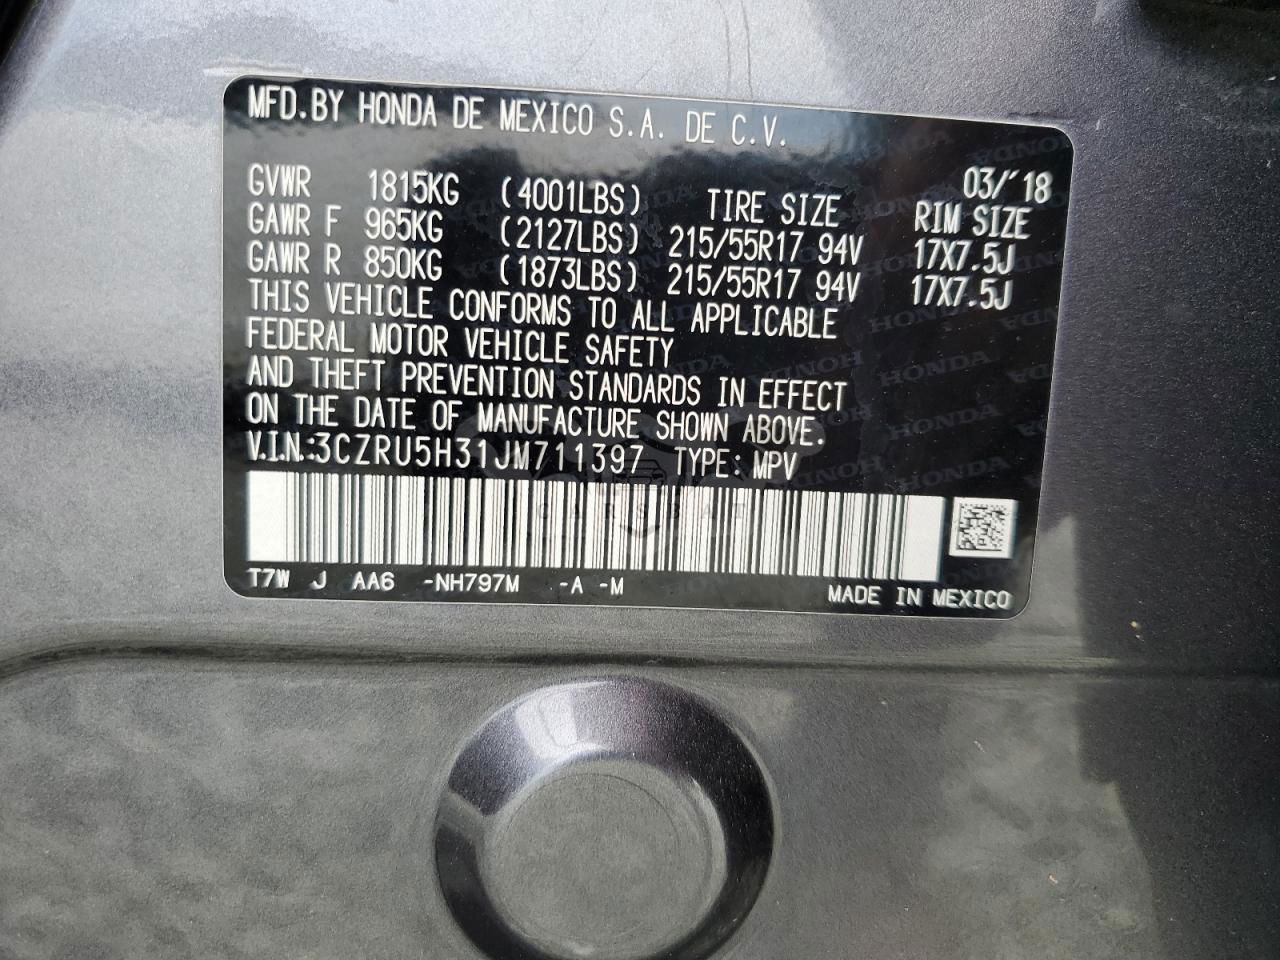 MFD.BY HONDA DE MEXICO S.A. DE C.V.
03/'18
GVWR 1815KG (4001LBS) TIRE SIZE RIM SIZE
GAWR F 965KG (2127LBS) 215/55R17 94V 17X7.5J
GAWR R 850KG (1873LBS) 215/55R17 94V 17X7.5J
THIS VEHICLE CONFORMS TO ALL APPLICABLE
FEDERAL MOTOR VEHICLE SAFETY
AND THEFT PREVENTION STANDARDS IN EFFECT
ON THE DATE OF MANUFACTURE SHOWN ABOVE.
V.I.N.:3CZRU5H31JM711397 TYPE: MPV
CARSBAT
T7W J AA6 -NH797M -A -M MADE IN MEXICO